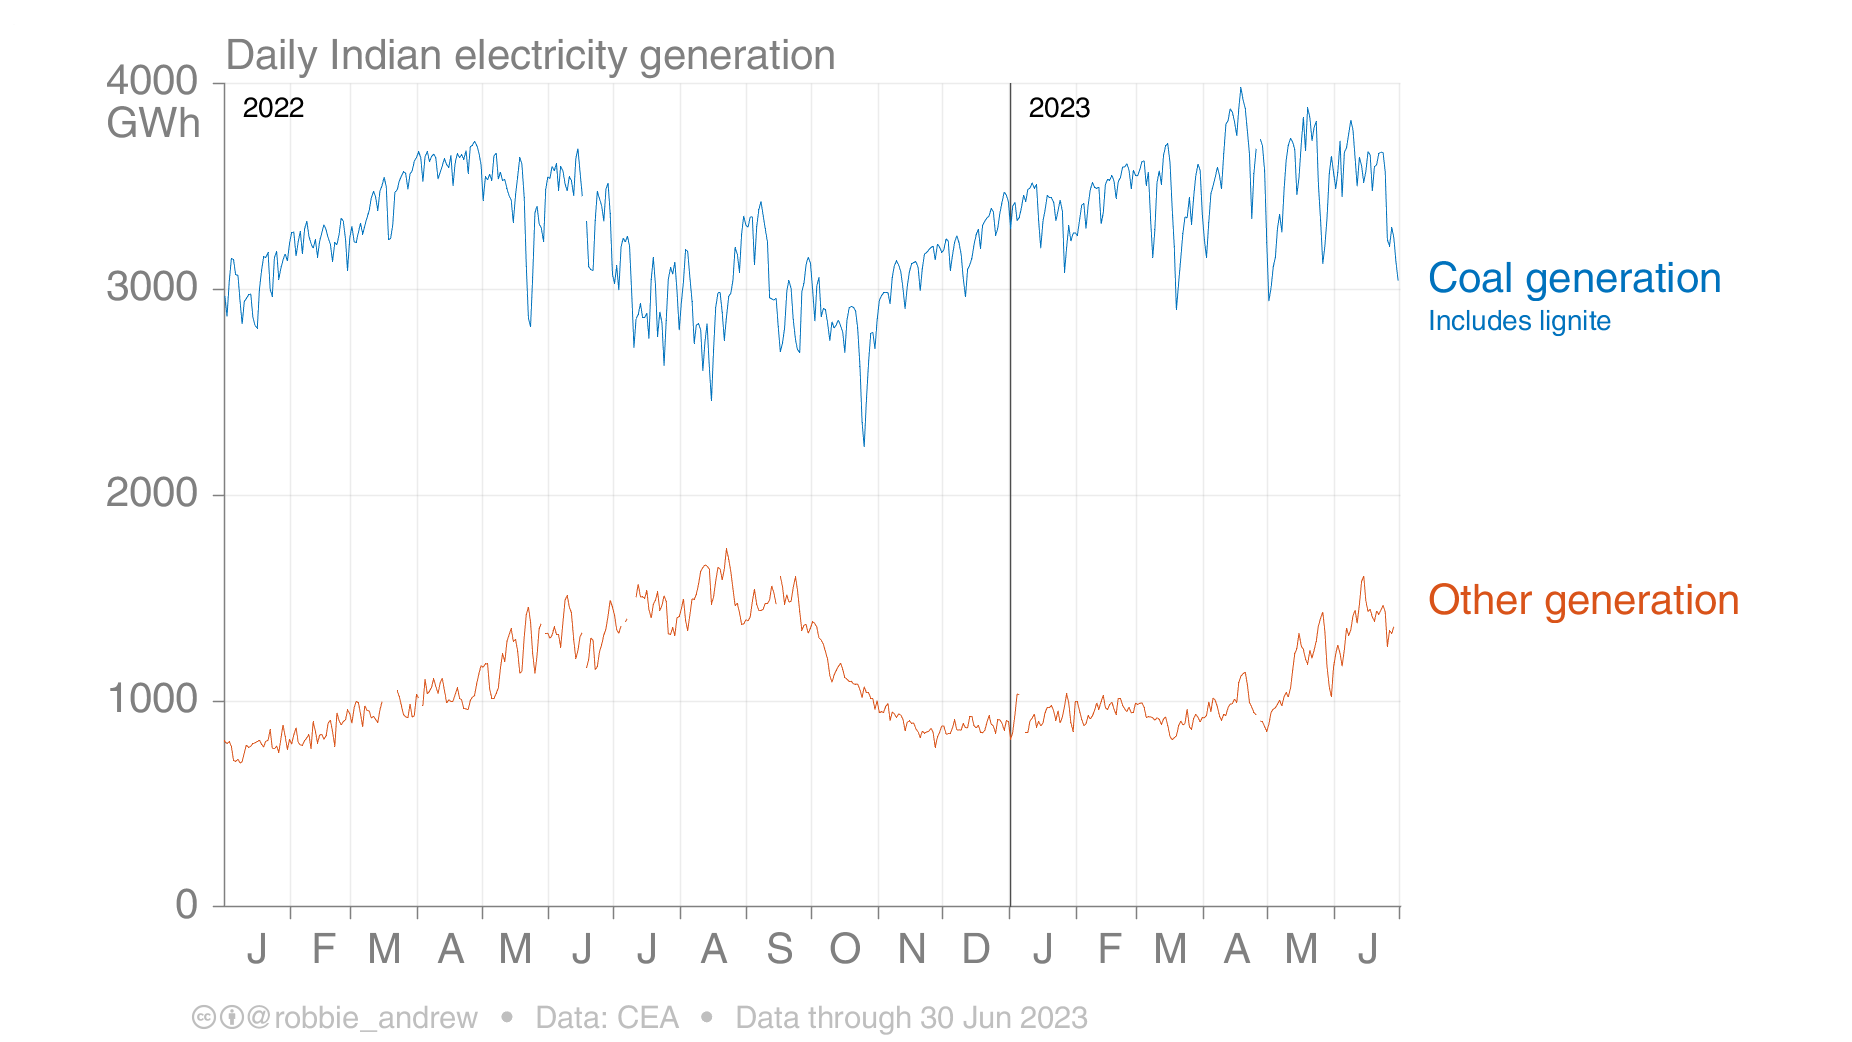 Daily Indian electricity generation
4000
GWh
2022
2023
3000
2000
1000
0
Coal generation
Includes lignite
Other generation
J F M A M J J A S O N D J F M A M J
@robbie_andrew • Data: CEA • Data through 30 Jun 2023